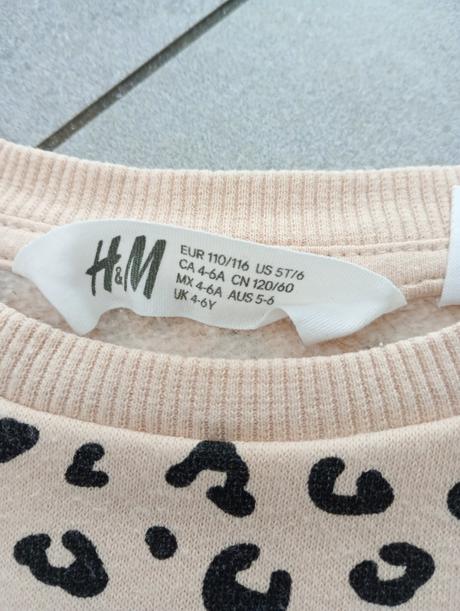 H&M
EUR 110/116 US 5T/6
CA 4-6A CN 120/60
MX 4-6A AUS 5-6
UK 4-6Y